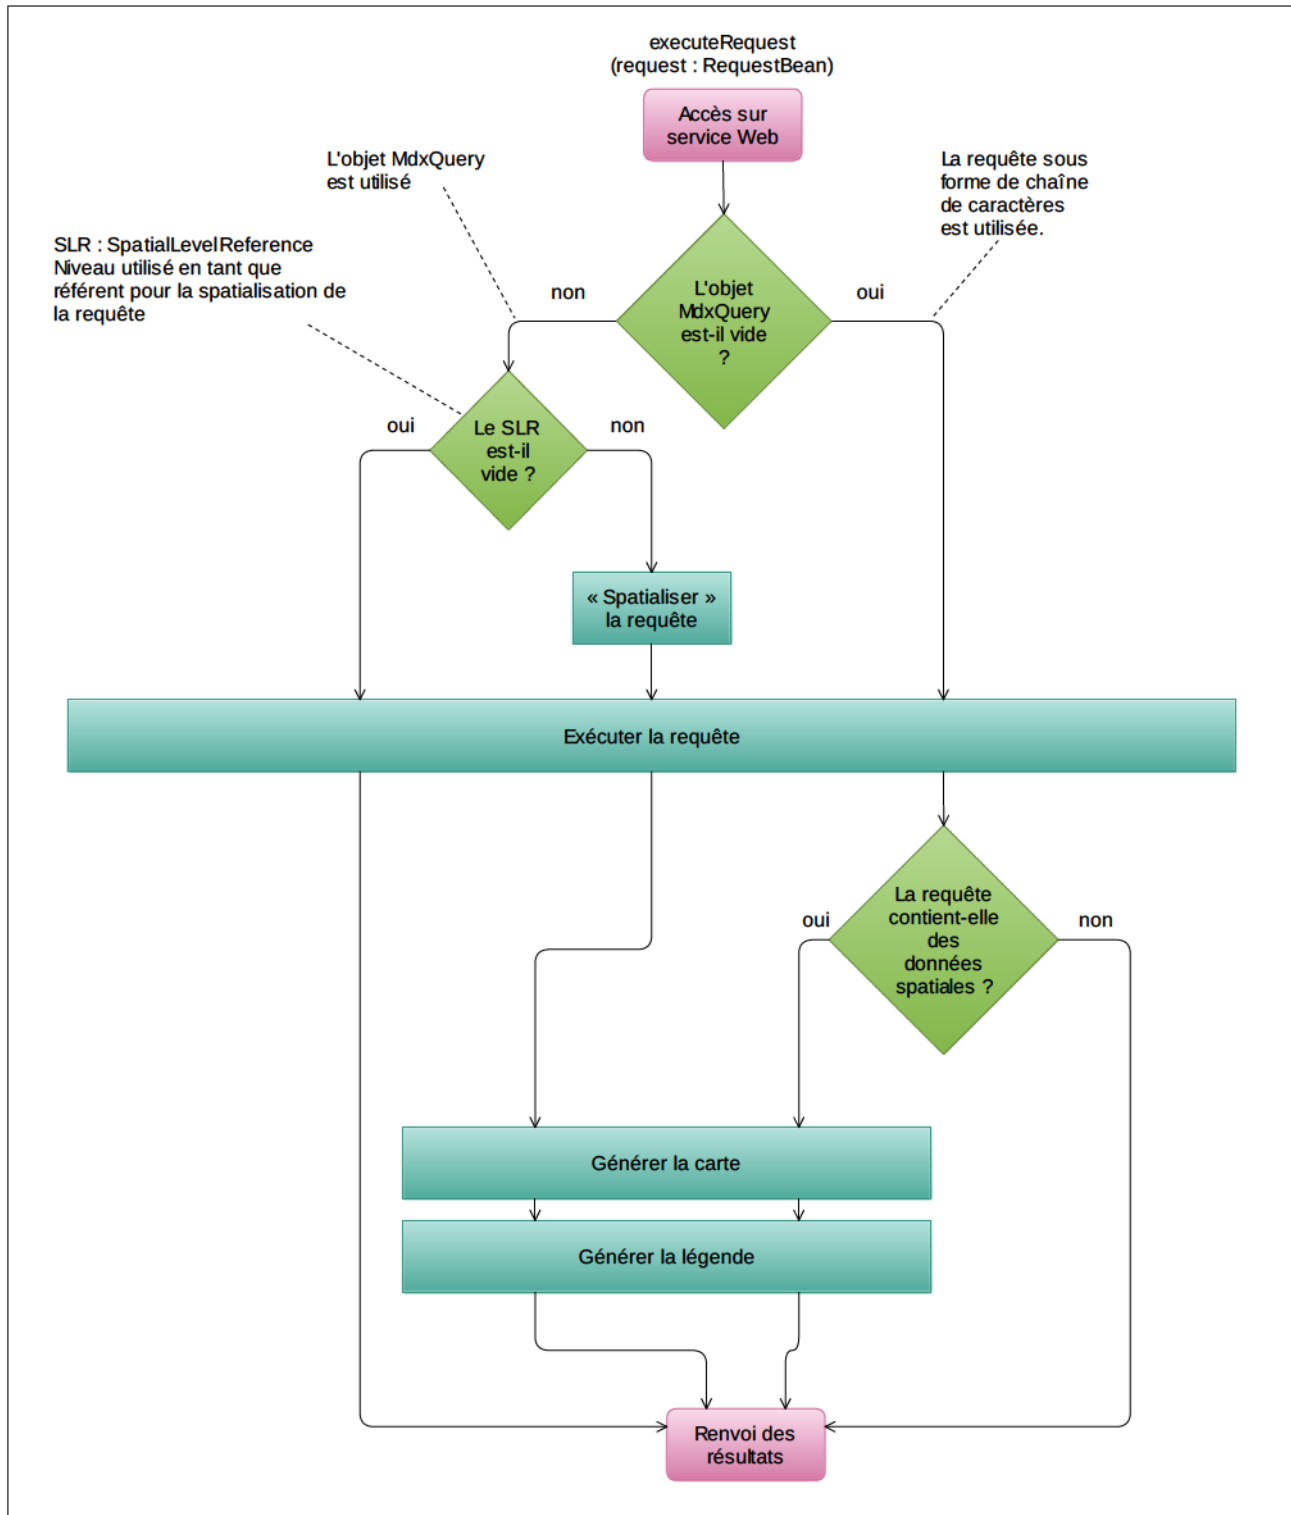 executeRequest
(request : RequestBean)
Accès sur
service Web
L'objet MdxQuery
est utilisé
La requête sous
forme de chaîne
de caractères
est utilisée.
SLR : SpatialLevelReference
Niveau utilisé en tant que
référent pour la spatialisation de
la requête
non
L'objet
MdxQuery
est-il vide
?
oui
oui
Le SLR
est-il
vide ?
non
« Spatialiser »
la requête
Exécuter la requête
oui
La requête
contient-elle
des
données
spatiales ?
non
Générer la carte
Générer la légende
Renvoi des
résultats